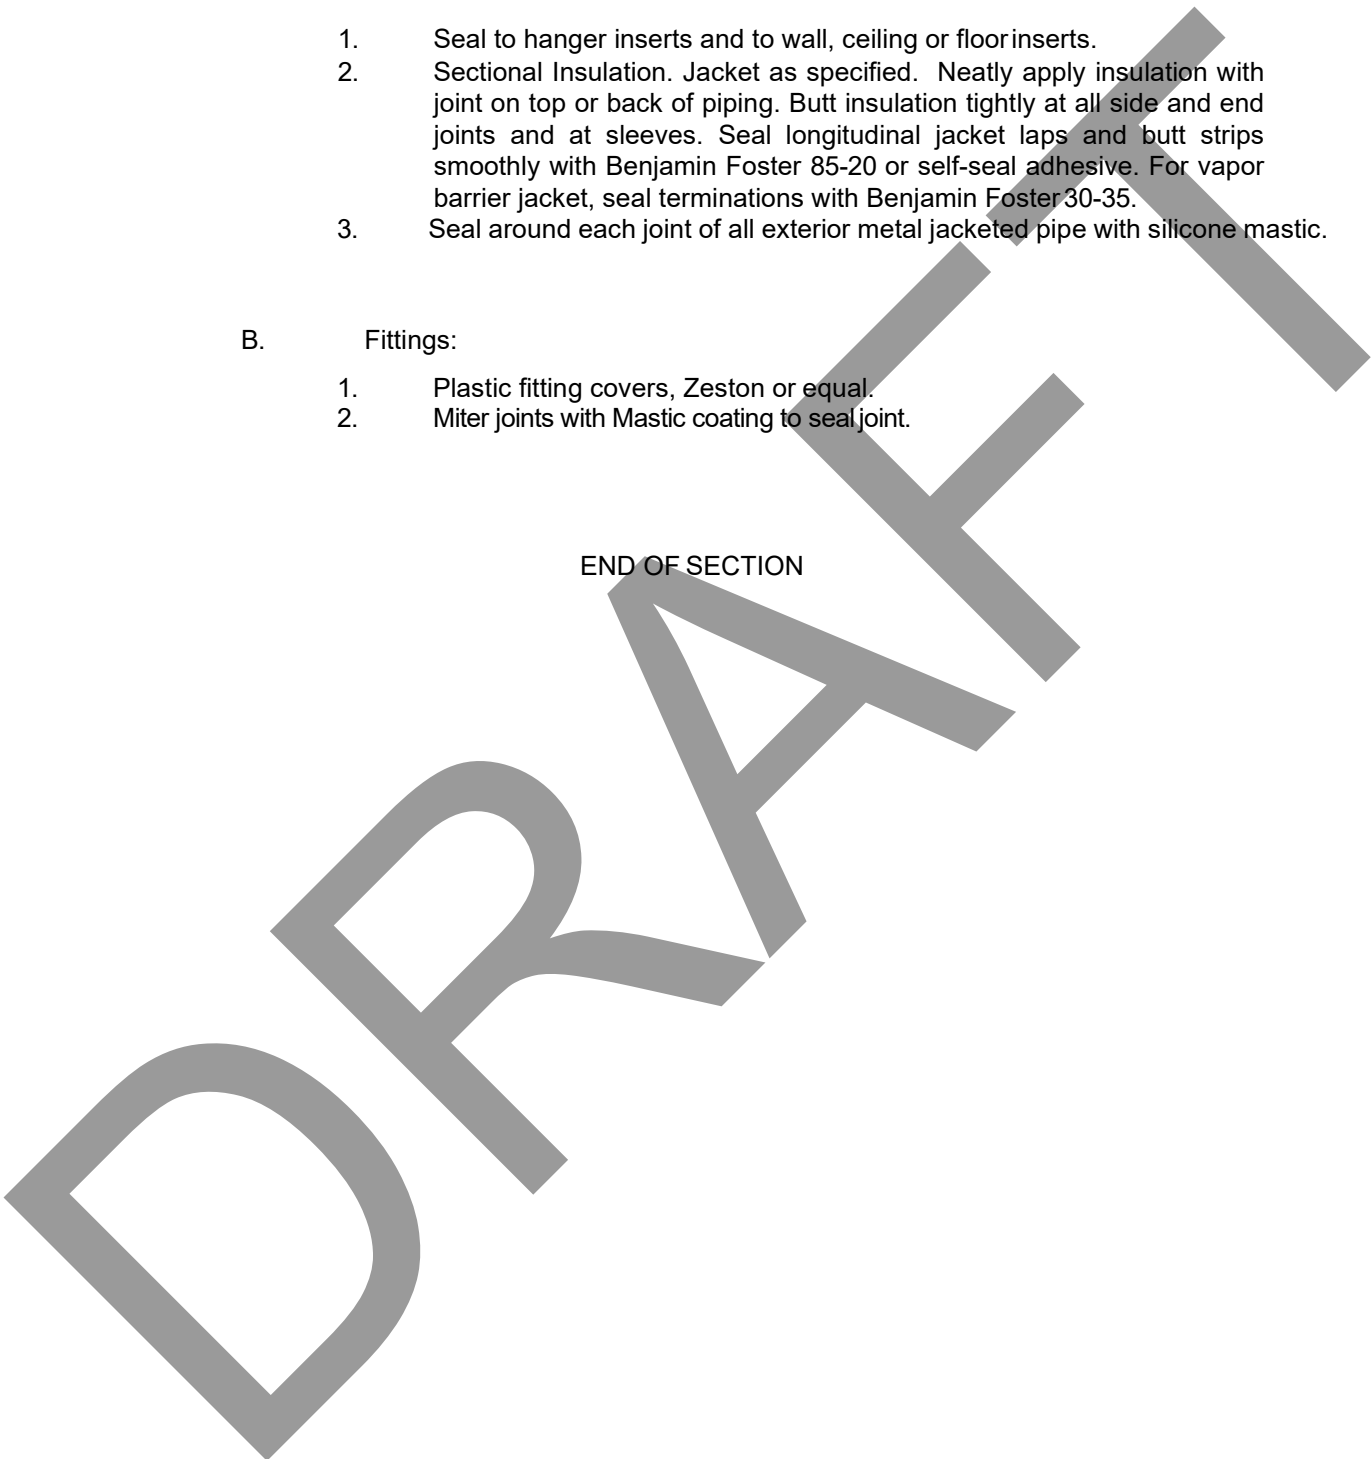 1. Seal to hanger inserts and to wall, ceiling or floor inserts.
2. Sectional Insulation. Jacket as specified. Neatly apply insulation with
joint on top or back of piping. Butt insulation tightly at all side and end
joints and at sleeves. Seal longitudinal jacket laps and butt strips
smoothly with Benjamin Foster 85-20 or self-seal adhesive. For vapor
barrier jacket, seal terminations with Benjamin Foster 30-35.
3. Seal around each joint of all exterior metal jacketed pipe with silicone mastic.
B. Fittings:
1. Plastic fitting covers, Zeston or equal.
2. Miter joints with Mastic coating to seal joint.
END OF SECTION
DRAFT